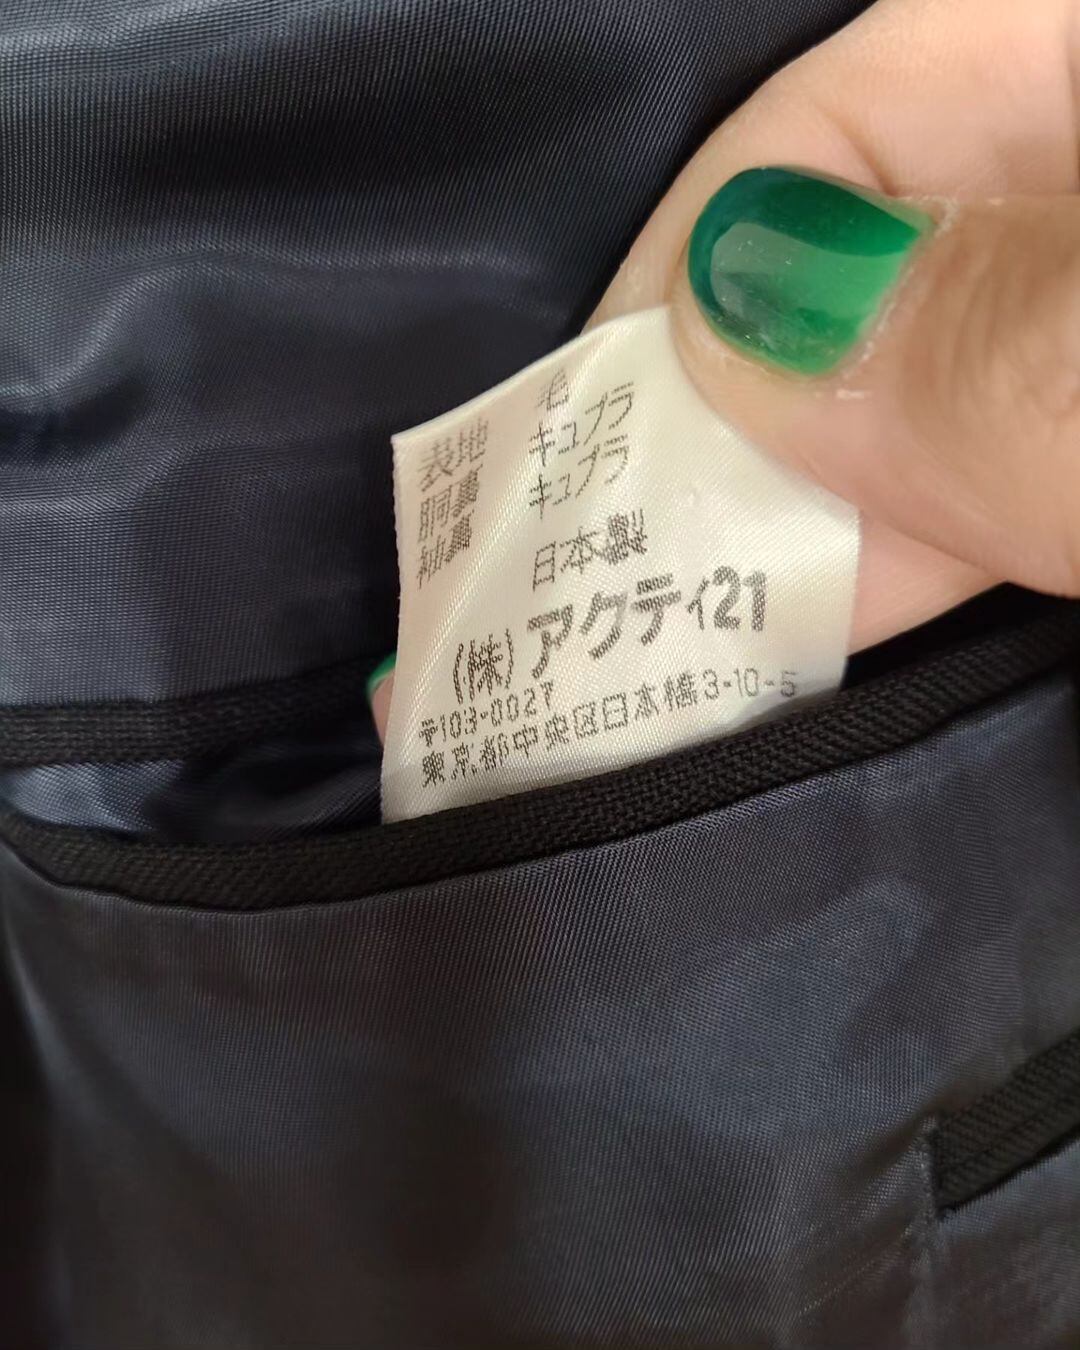 表地 毛
胴裏 キュプラ
袖裏 キュプラ
日本製
(株)アクティ21
〒103-0027
東京都中央区日本橋3-10-5